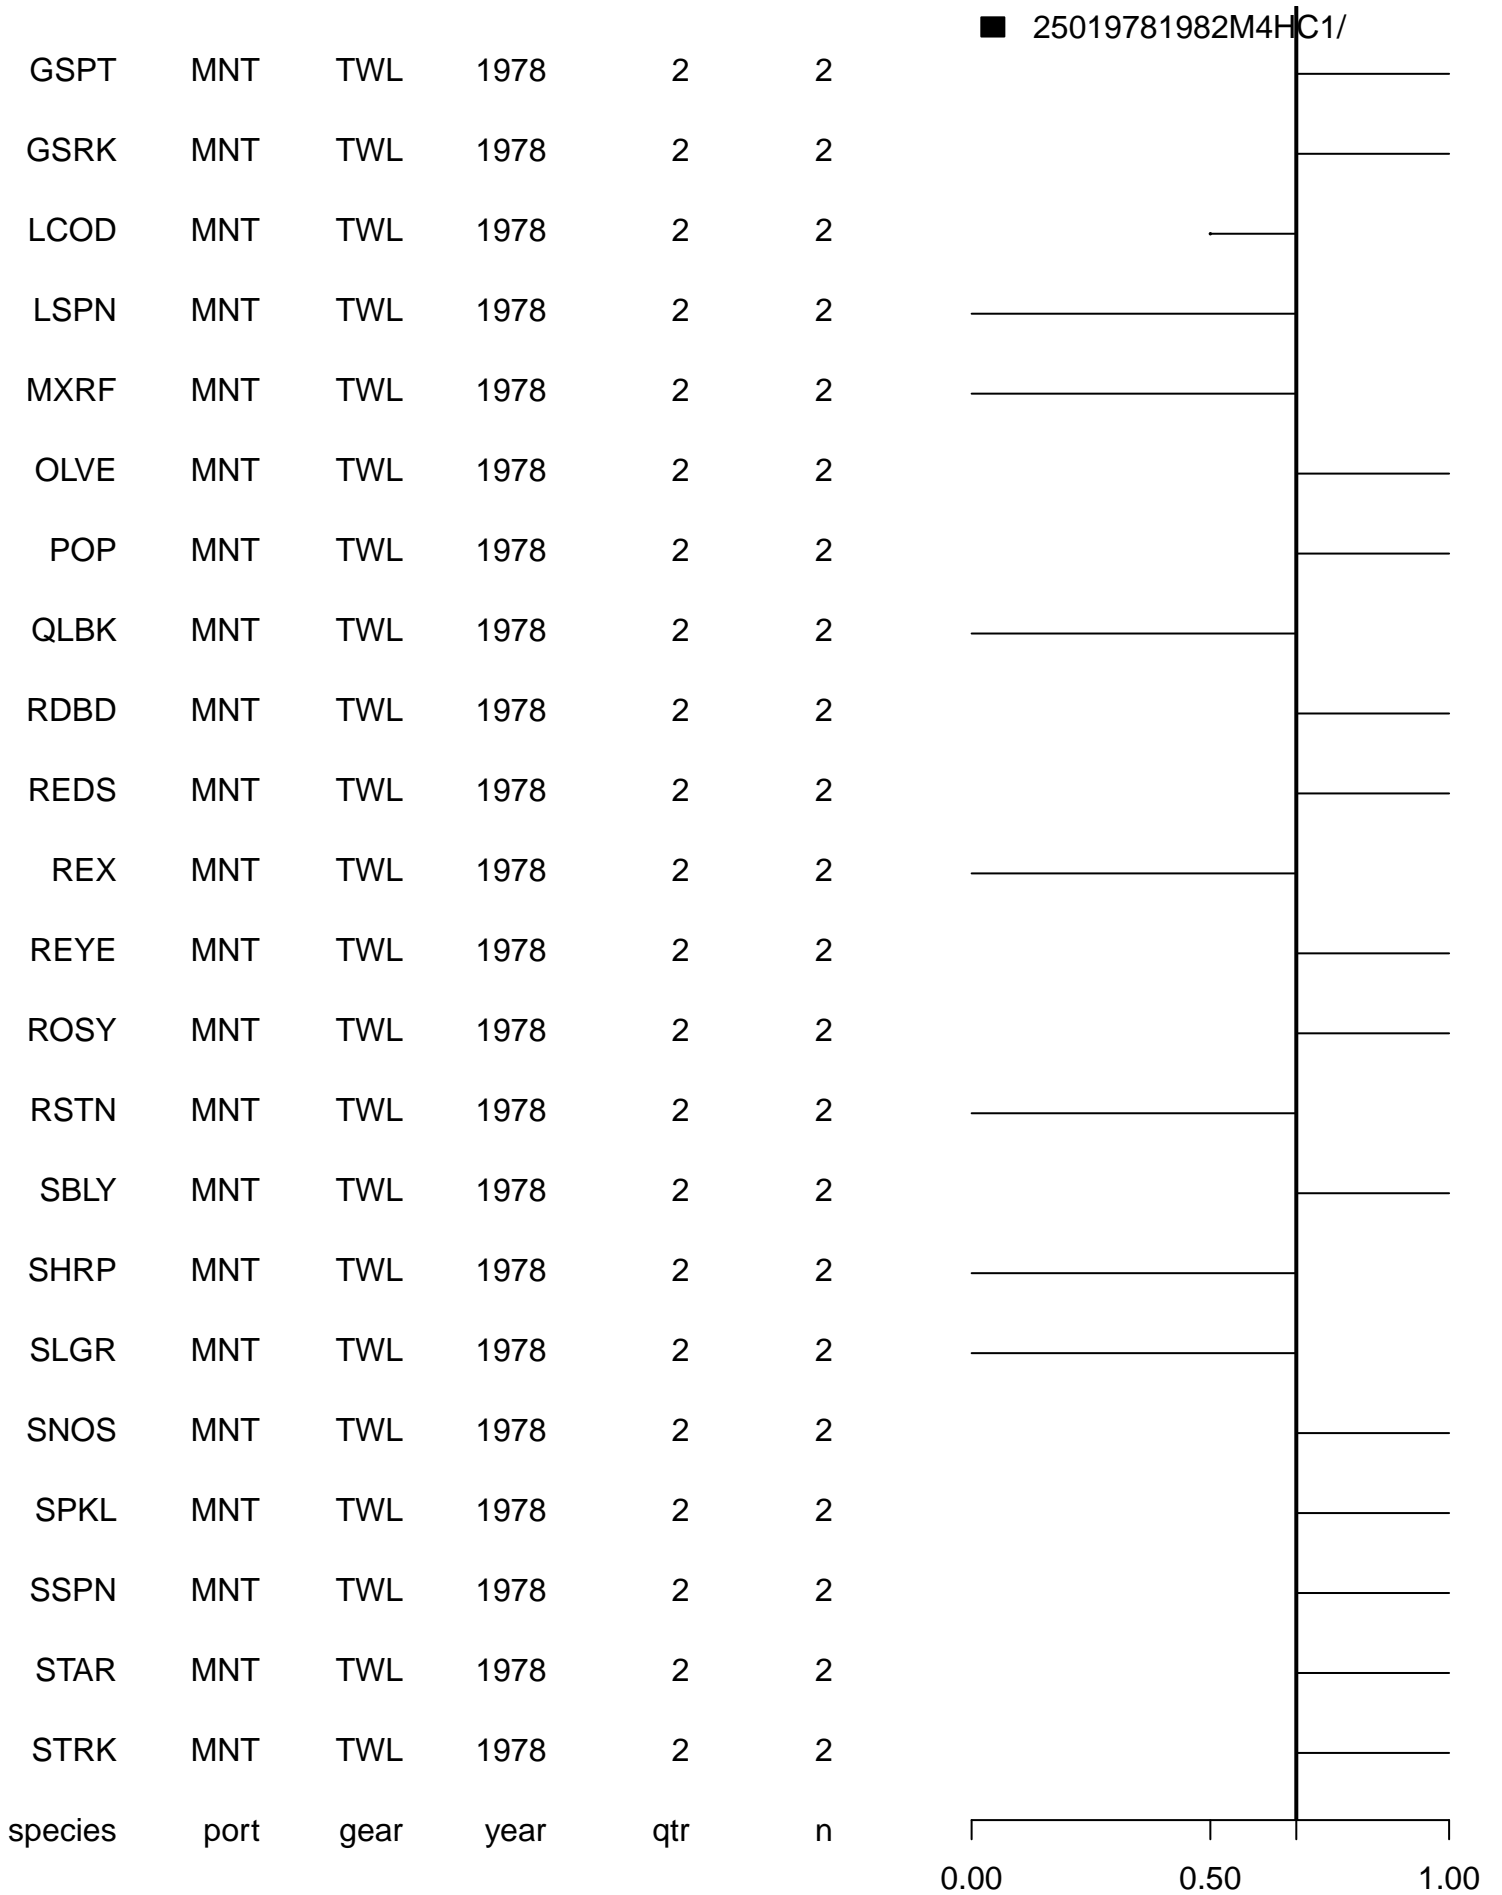 25019781982M4HC1/
GSPT MNT TWL 1978 2 2
GSRK MNT TWL 1978 2 2
LCOD MNT TWL 1978 2 2
LSPN MNT TWL 1978 2 2
MXRF MNT TWL 1978 2 2
OLVE MNT TWL 1978 2 2
POP MNT TWL 1978 2 2
QLBK MNT TWL 1978 2 2
RDBD MNT TWL 1978 2 2
REDS MNT TWL 1978 2 2
REX MNT TWL 1978 2 2
REYE MNT TWL 1978 2 2
ROSY MNT TWL 1978 2 2
RSTN MNT TWL 1978 2 2
SBLY MNT TWL 1978 2 2
SHRP MNT TWL 1978 2 2
SLGR MNT TWL 1978 2 2
SNOS MNT TWL 1978 2 2
SPKL MNT TWL 1978 2 2
SSPN MNT TWL 1978 2 2
STAR MNT TWL 1978 2 2
STRK MNT TWL 1978 2 2
species port gear year qtr n
0.00 0.50 1.00